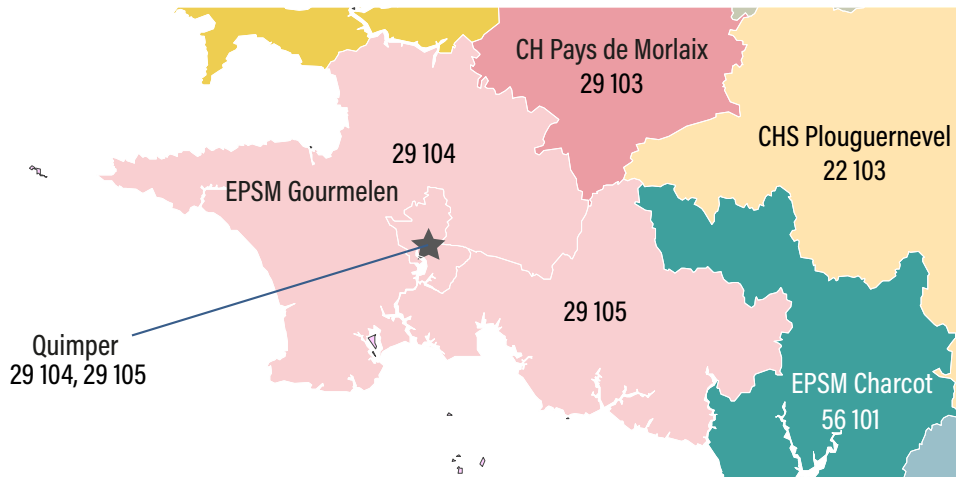 CH Pays de Morlaix
29 103
29 104
CHS Plouguernevel
22 103
EPSM Gourmelen
29 105
Quimper
29 104, 29 105
EPSM Charcot
56 101